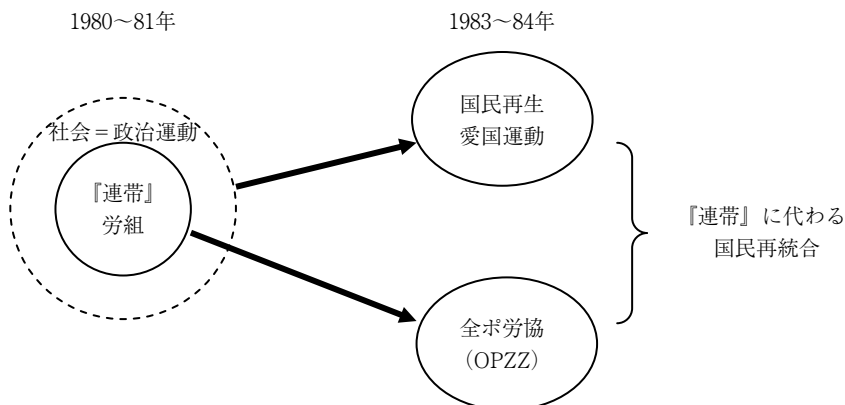 1980～81年
1983～84年
社会＝政治運動
『連帯』
労組
国民再生
愛国運動
全ポ労協
（OPZZ）
『連帯』に代わる
国民再統合